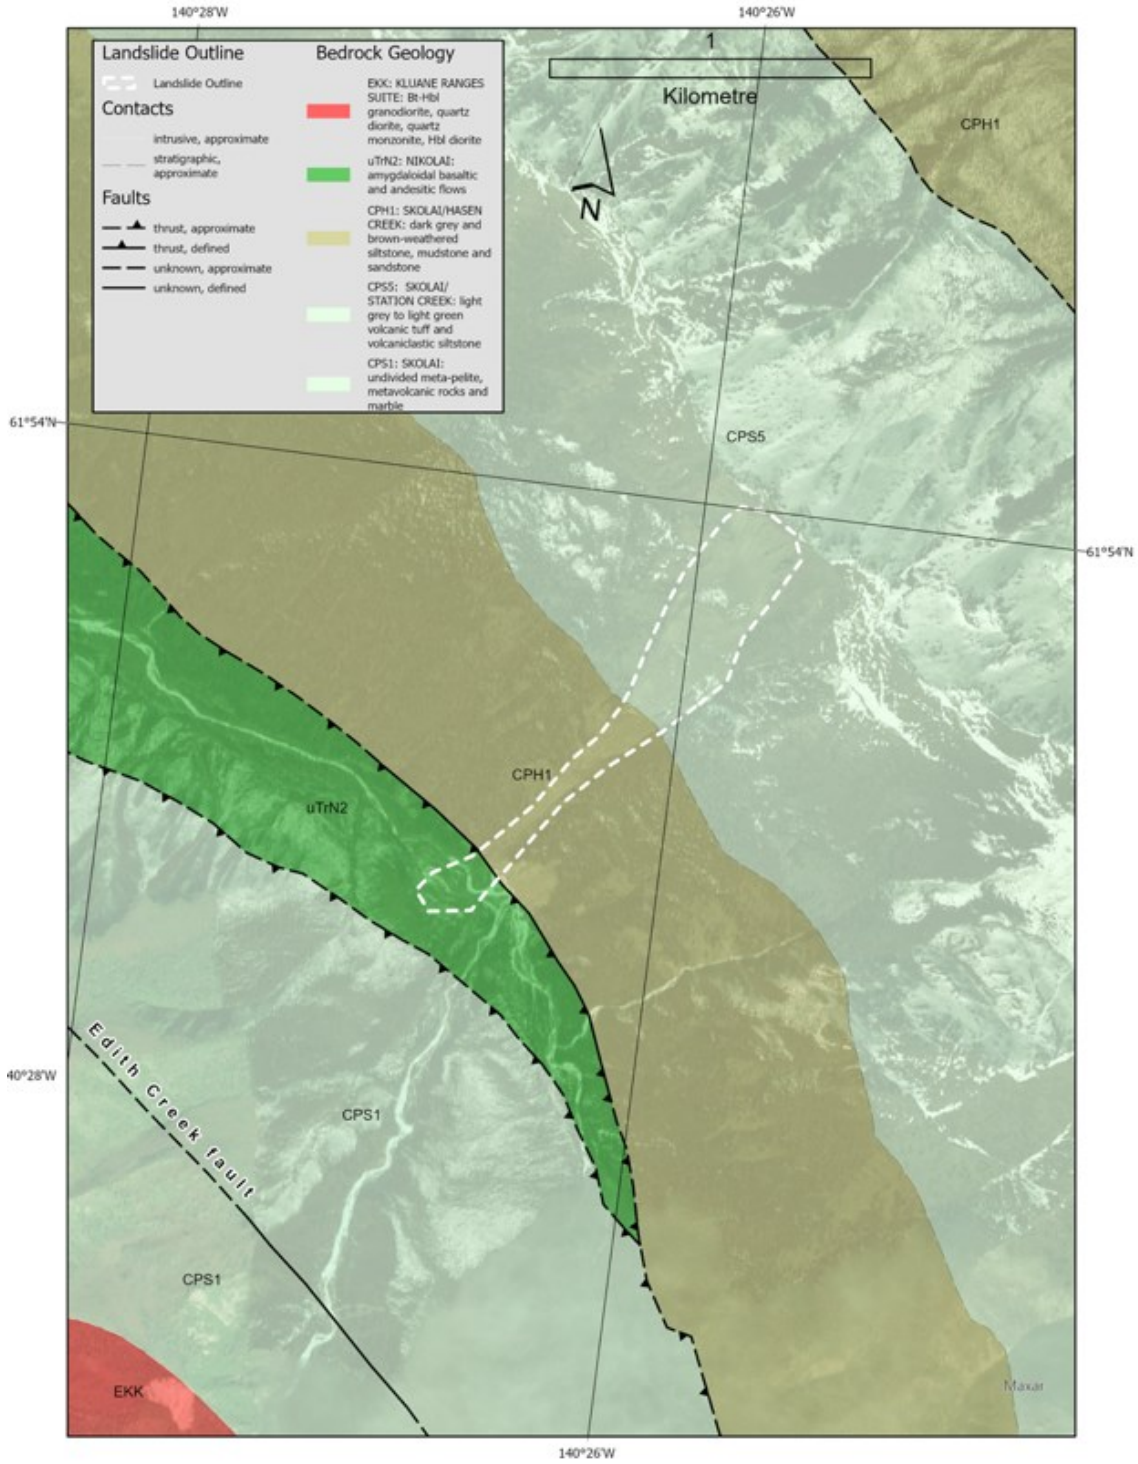 140°28'W
140°26'W
Landslide Outline
Landslide Outline
Contacts
intrusive, approximate
stratigraphic,
approximate
Faults
thrust, approximate
thrust, defined
unknown, approximate
unknown, defined
Bedrock Geology
EKK: KLUANE RANGES
SUITE: Bt-Hbl
granodiorite, quartz
diorite, quartz
monzonite, Hbl diorite
uTrN2: NIKOLAI:
amygdaloidal basaltic
and andesitic flows
CPH1: SKOLAI/HASEN
CREEK: dark grey and
brown-weathered
siltstone, mudstone and
sandstone
CPS5: SKOLAI/
STATION CREEK: light
grey to light green
volcanic tuff and
volcaniclastic siltstone
CPS1: SKOLAI:
undivided meta-pelite,
metavolcanic rocks and
marble
1
Kilometre
N
CPH1
61°54'N
CPS5
61°54'N
CPH1
uTrN2
Edith Creek fault
40°28'W
CPS1
CPS1
EKK
Maxar
140°26'W